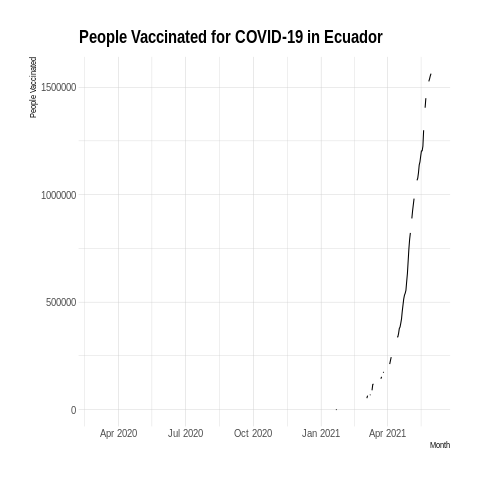 People Vaccinated for COVID-19 in Ecuador
People Vaccinated
1500000
1000000
500000
0
Apr 2020 Jul 2020 Oct 2020 Jan 2021 Apr 2021
Month